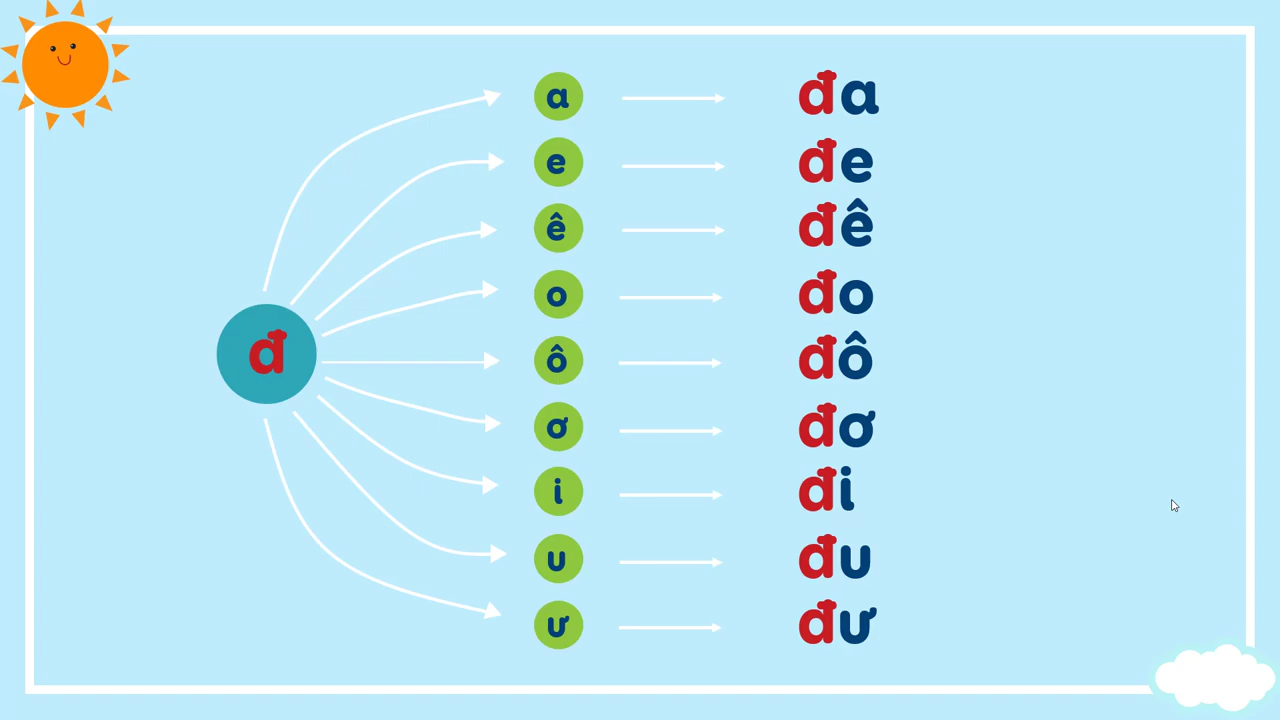 a đa
e đe
ê đê
o đo
đ ô đô
ơ đơ
i đi
u đu
ư đư